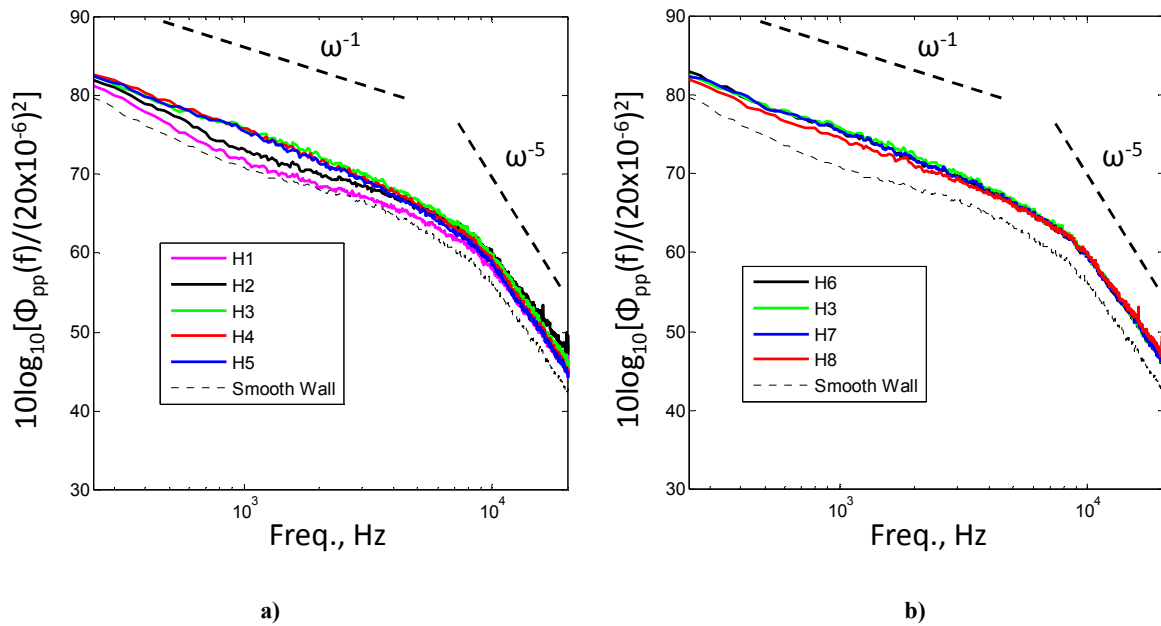 90
80
70
60
50
40
30
10log₁₀[Φₚₚ(f)/(20x10⁻⁶)²]
ω⁻¹
ω⁻⁵
H1
H2
H3
H4
H5
Smooth Wall
10³
10⁴
Freq., Hz
a)
90
80
70
60
50
40
30
10log₁₀[Φₚₚ(f)/(20x10⁻⁶)²]
ω⁻¹
ω⁻⁵
H6
H3
H7
H8
Smooth Wall
10³
10⁴
Freq., Hz
b)